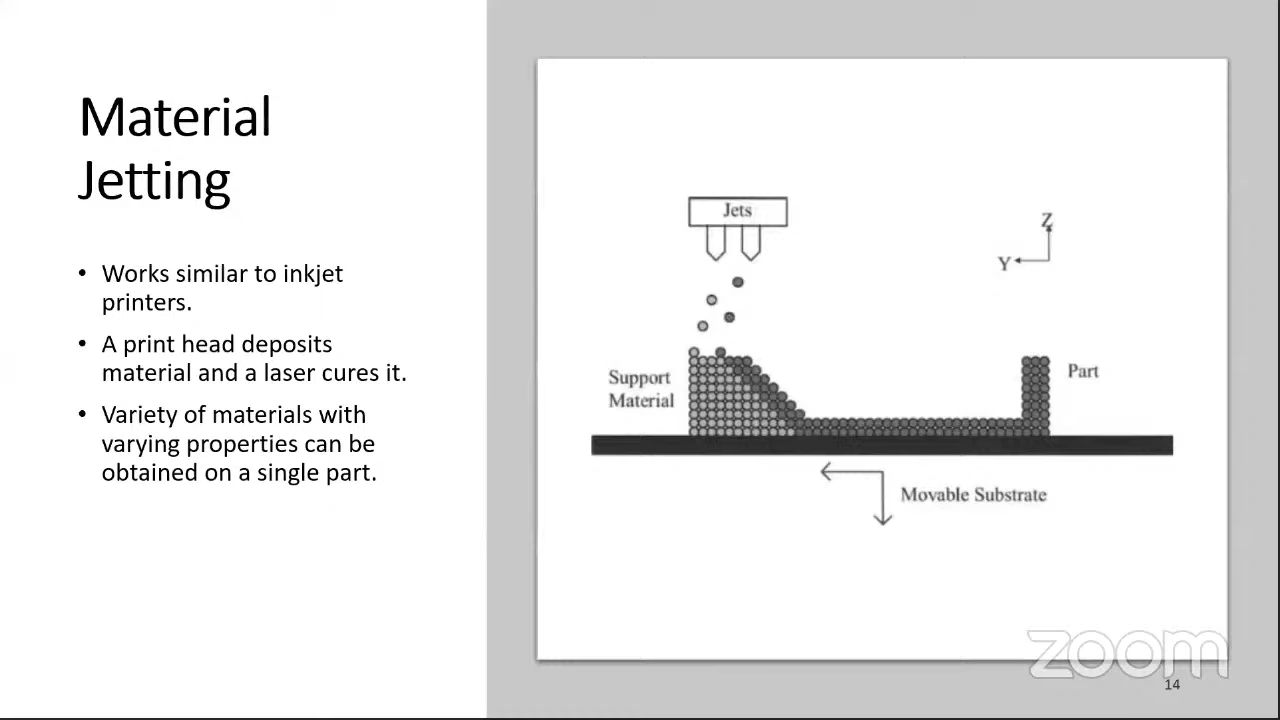 Material
Jetting
• Works similar to inkjet
printers.
• A print head deposits
material and a laser cures it.
• Variety of materials with
varying properties can be
obtained on a single part.
Jets
Z
Y
Support
Material
Part
Movable Substrate
zoom
14